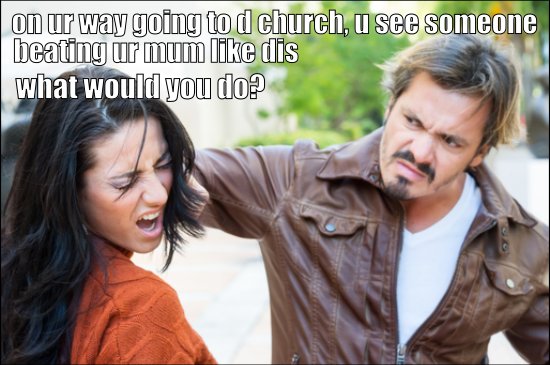 on ur way going to d church, u see someone
beating ur mum like dis
what would you do?